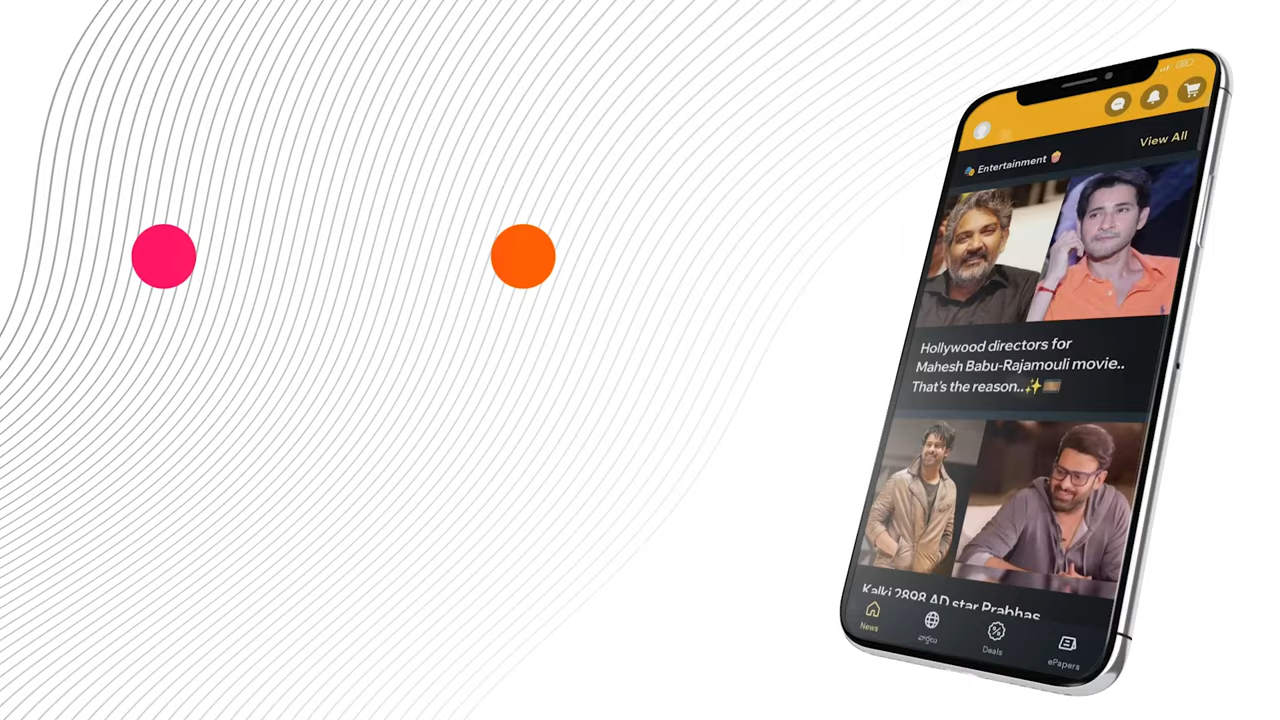 View All
Entertainment
Hollywood directors for
Mahesh Babu-Rajamouli movie..
That's the reason..
Kalki 2898 AD star Prabhas
News
వార్తలు
Deals
ePapers